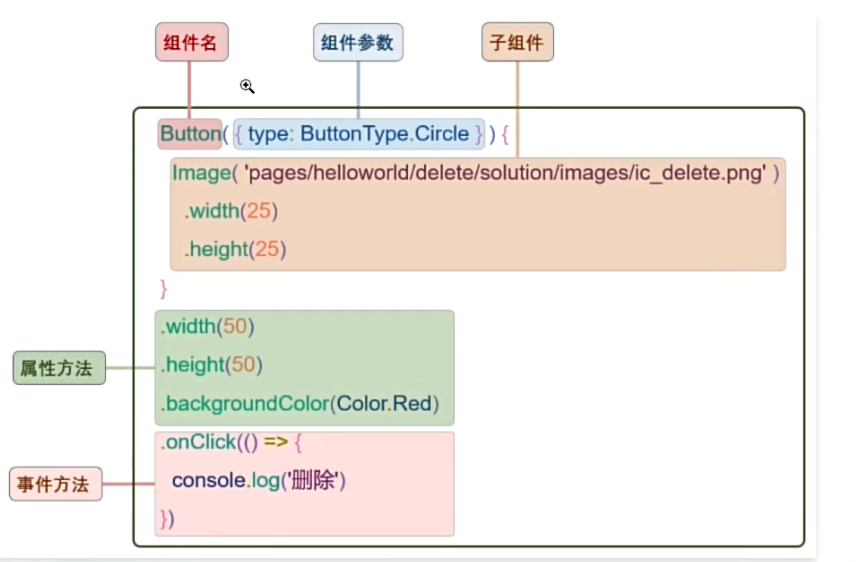 组件名 组件参数 子组件
Button( { type: ButtonType.Circle } ) {
Image( 'pages/helloworld/delete/solution/images/ic_delete.png' )
.width(25)
.height(25)
}
.width(50)
属性方法 .height(50)
.backgroundColor(Color.Red)
.onClick(() => {
事件方法 console.log('删除')
})